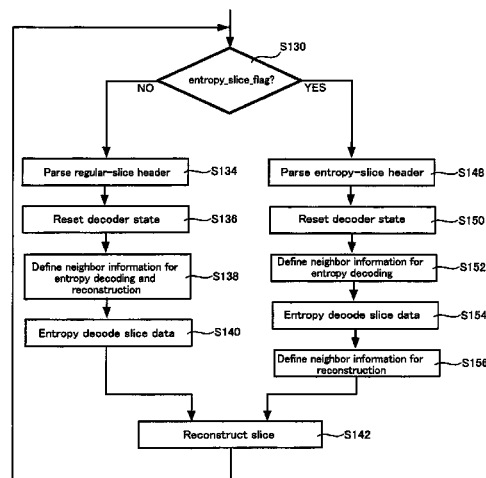 S130
entropy_slice_flag?
NO
YES
Parse regular-slice header
S134
Reset decoder state
S136
Define neighbor information for
entropy decoding and
reconstruction
S138
Entropy decode slice data
S140
Parse entropy-slice header
S148
Reset decoder state
S150
Define neighbor information for
entropy decoding
S152
Entropy decode slice data
S154
Define neighbor information for
reconstruction
S156
Reconstruct slice
S142